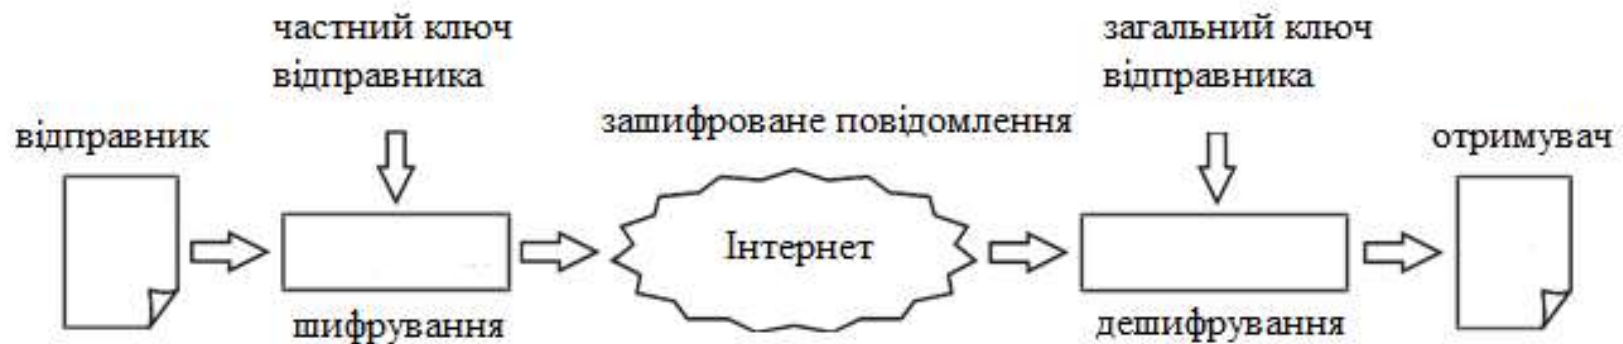 частний ключ
відправника
загальний ключ
відправника
відправник
зашифроване повідомлення
отримувач
Інтернет
шифрування
дешифрування